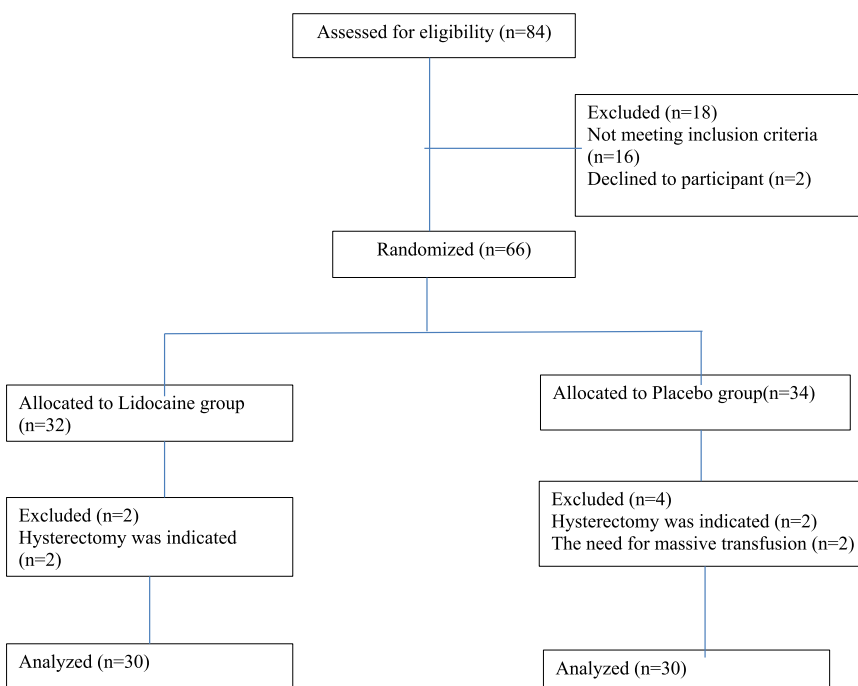 Assessed for eligibility (n=84)
Excluded (n=18)
Not meeting inclusion criteria
(n=16)
Declined to participant (n=2)
Randomized (n=66)
Allocated to Lidocaine group
(n=32)
Allocated to Placebo group(n=34)
Excluded (n=2)
Hysterectomy was indicated
(n=2)
Excluded (n=4)
Hysterectomy was indicated (n=2)
The need for massive transfusion (n=2)
Analyzed (n=30)
Analyzed (n=30)